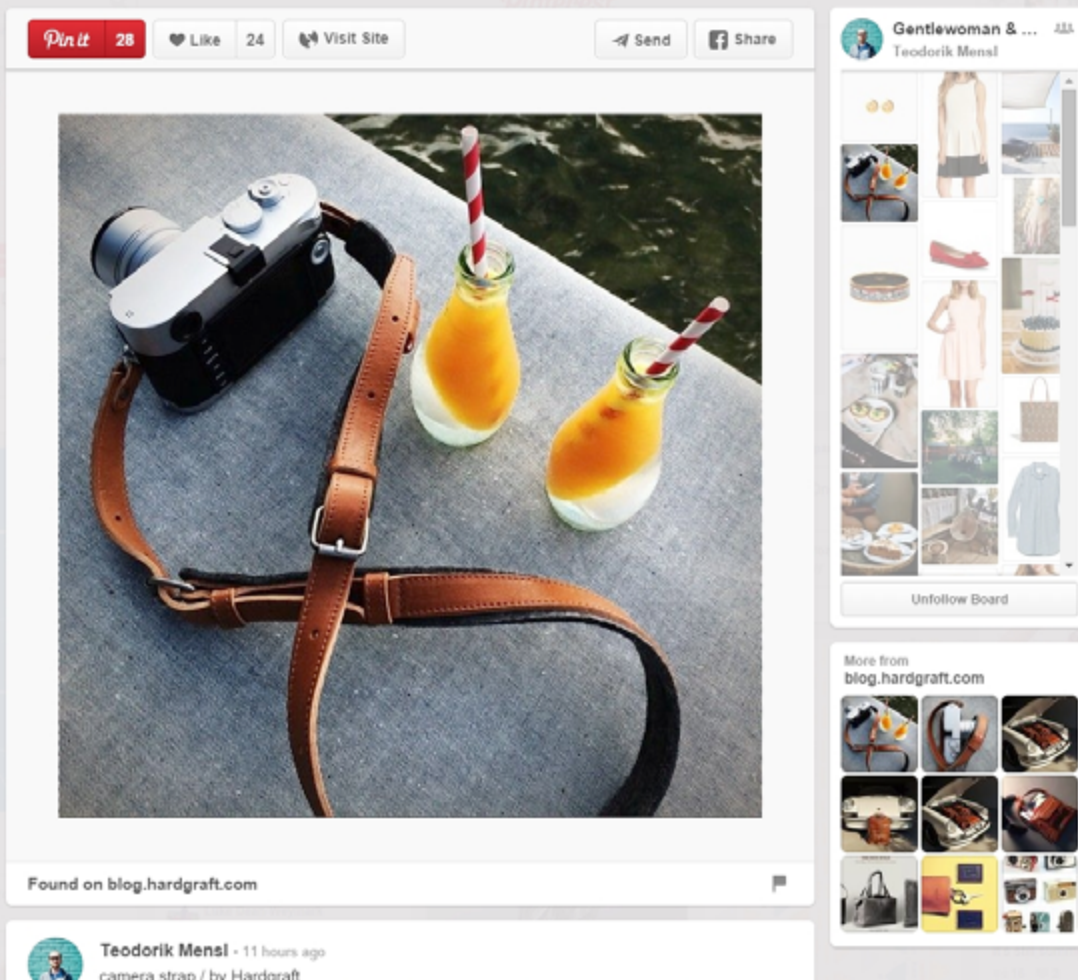 Pin it 28 Like 24 Visit Site Send Share
Gentlewoman & ...
Teodorik Mensl
Unfollow Board
More from
blog.hardgraft.com
Found on blog.hardgraft.com
Teodorik Mensl • 11 hours ago
camera strap / by Hardgraft